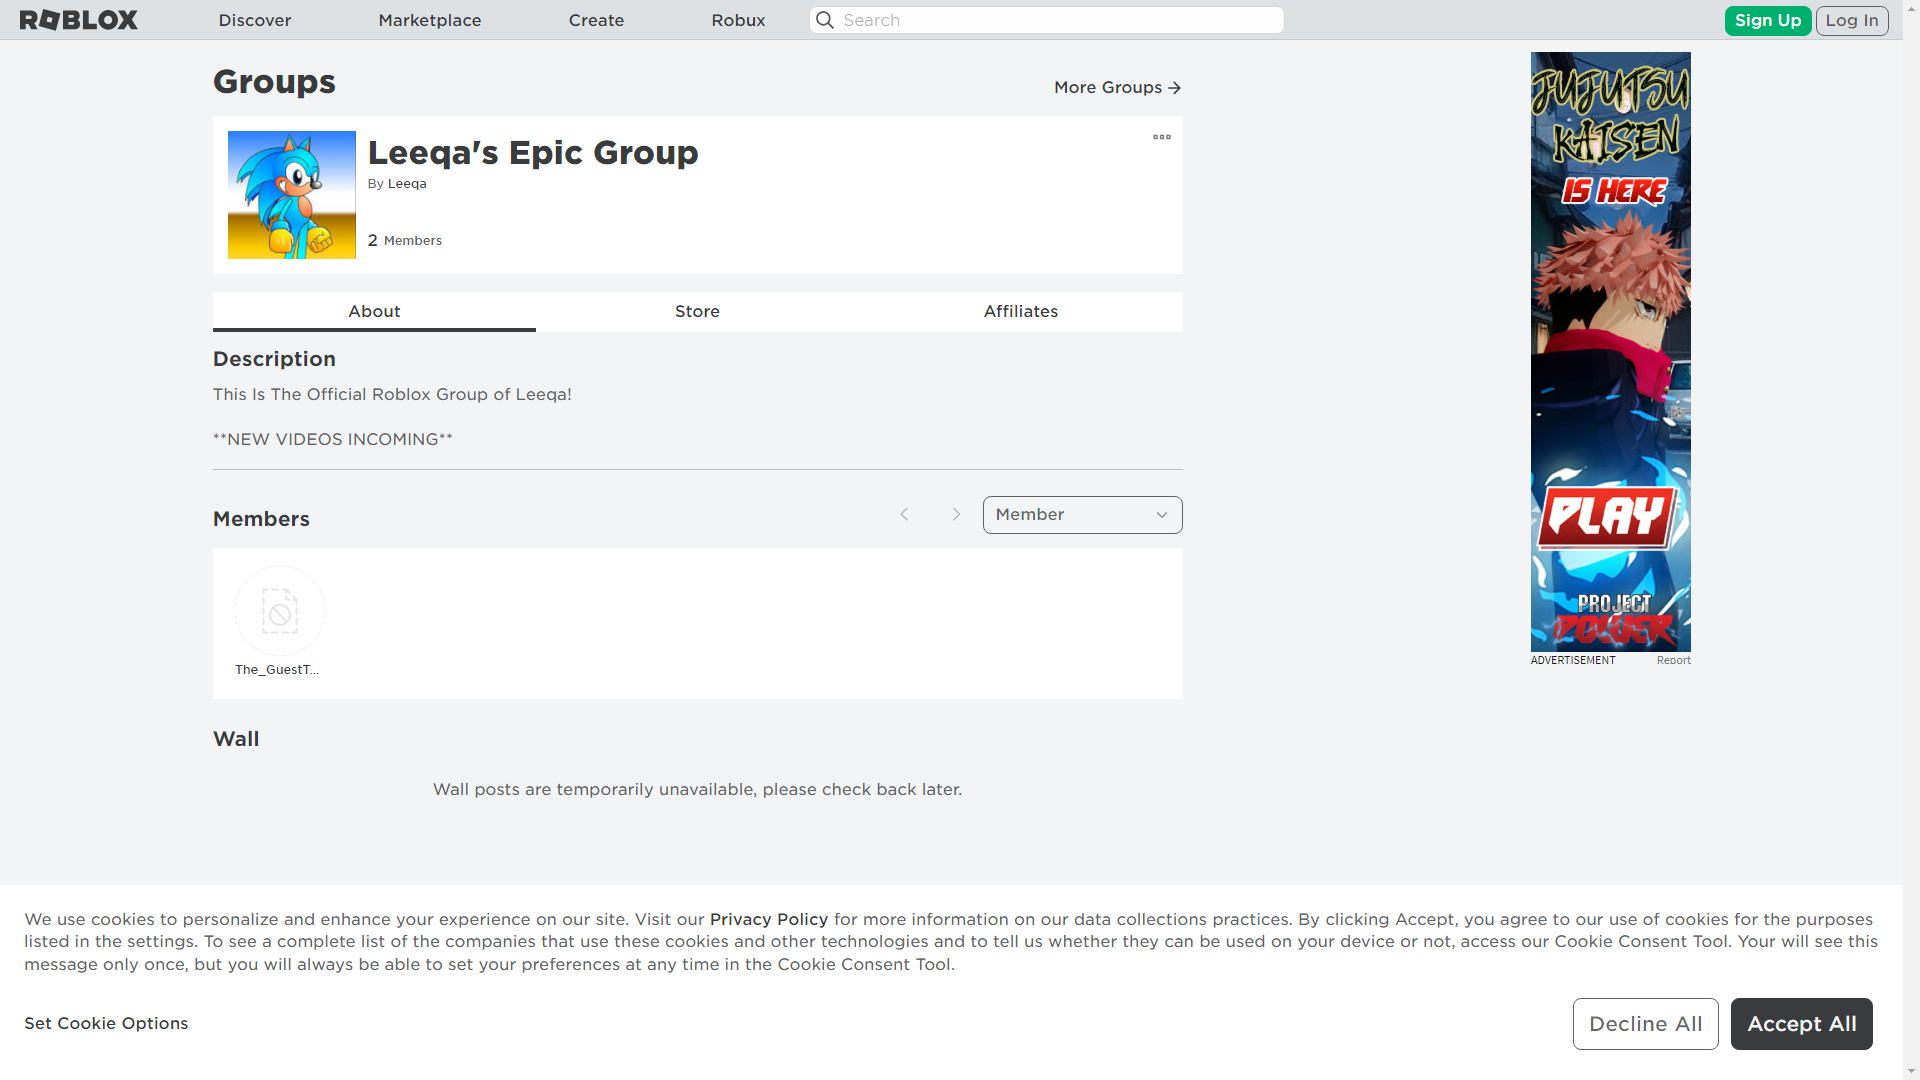 ROBLOX
Discover
Marketplace
Create
Robux
Search
Sign Up
Log In
Groups
More Groups
Leeqa's Epic Group
By Leeqa
2 Members
About
Store
Affiliates
Description
This Is The Official Roblox Group of Leeqa!
**NEW VIDEOS INCOMING**
Members
Member
The_GuestT...
Wall
Wall posts are temporarily unavailable, please check back later.
JUJUTSU
KAISEN
IS HERE
PLAY
PROJECT
POWER
ADVERTISEMENT
Report
We use cookies to personalize and enhance your experience on our site. Visit our Privacy Policy for more information on our data collections practices. By clicking Accept, you agree to our use of cookies for the purposes
listed in the settings. To see a complete list of the companies that use these cookies and other technologies and to tell us whether they can be used on your device or not, access our Cookie Consent Tool. Your will see this
message only once, but you will always be able to set your preferences at any time in the Cookie Consent Tool.
Set Cookie Options
Decline All
Accept All